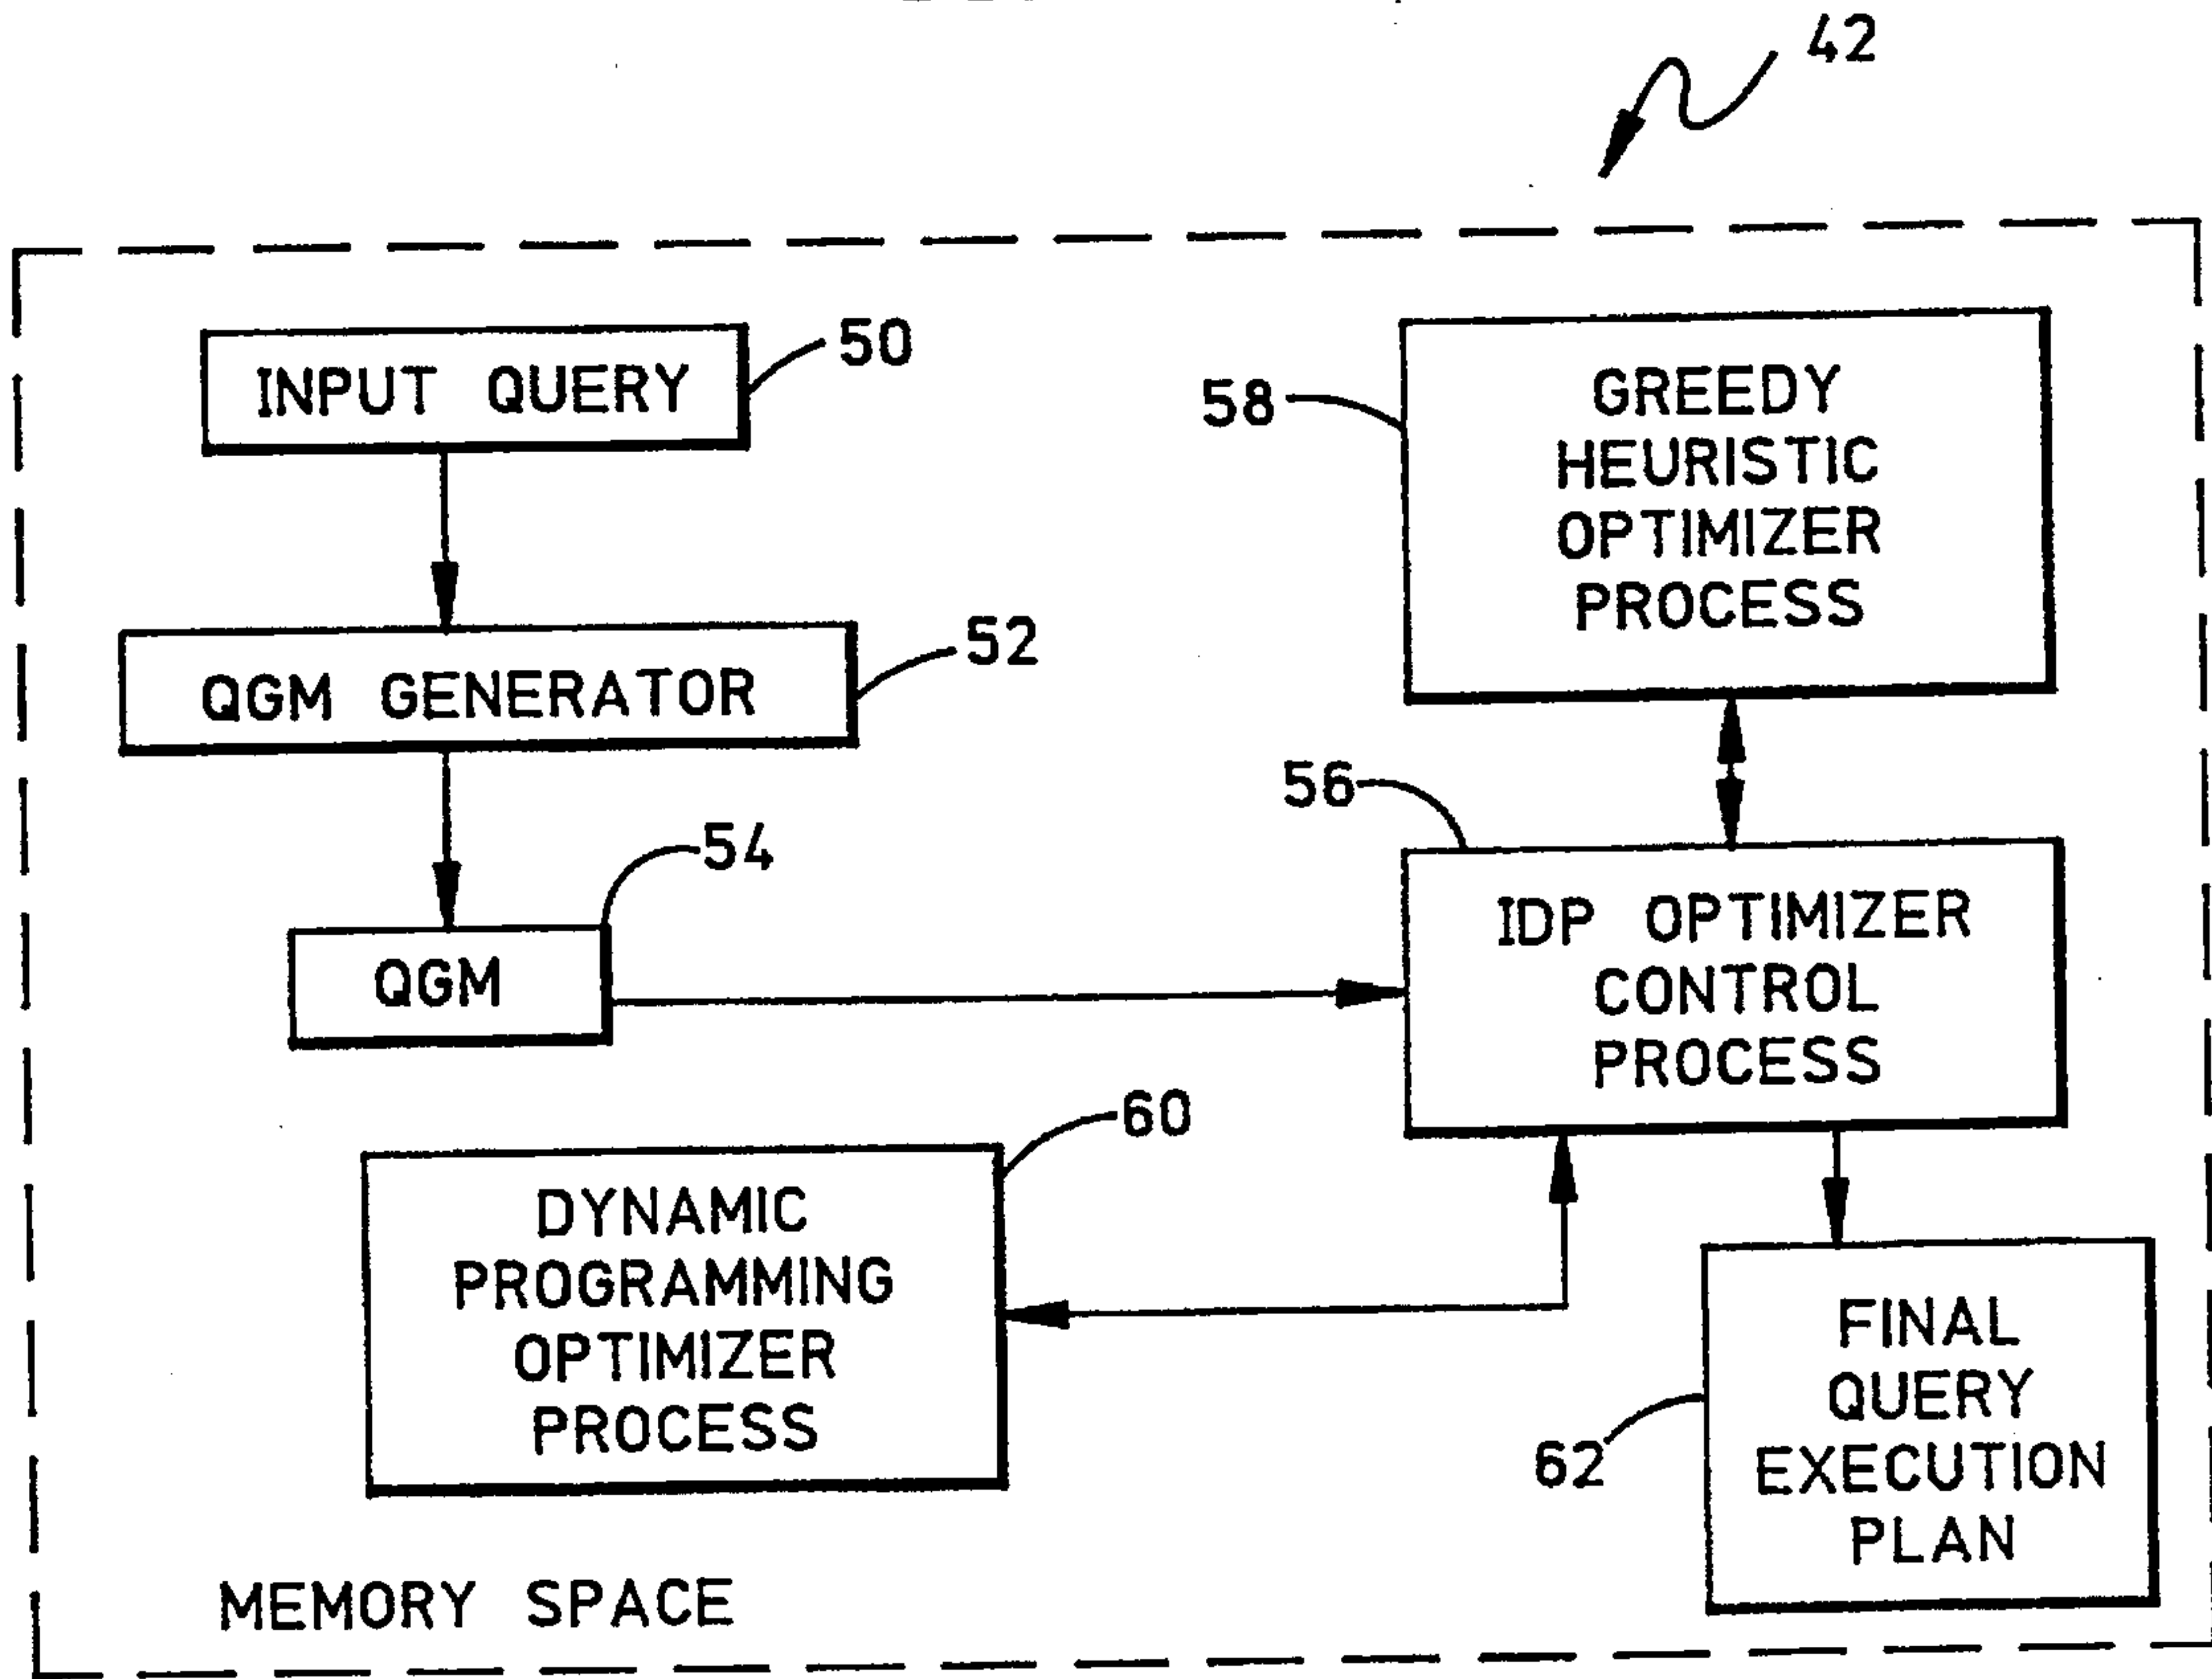 42
INPUT QUERY
50
QGM GENERATOR
52
QGM
54
58
GREEDY
HEURISTIC
OPTIMIZER
PROCESS
56
IDP OPTIMIZER
CONTROL
PROCESS
60
DYNAMIC
PROGRAMMING
OPTIMIZER
PROCESS
62
FINAL
QUERY
EXECUTION
PLAN
MEMORY SPACE